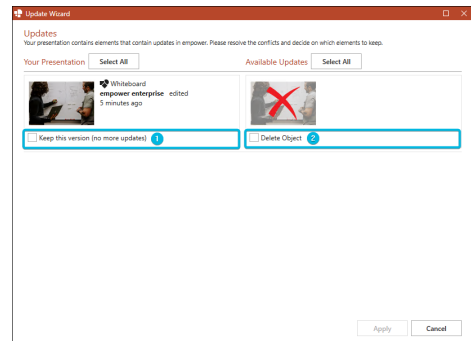 Update Wizard
Updates
Your presentation contains elements that contain updates in empower. Please resolve the conflicts and decide on which elements to keep.
Your Presentation Select All Available Updates Select All
Whiteboard
empower enterprise edited
5 minutes ago
Keep this version (no more updates) 1 Delete Object 2
Apply Cancel